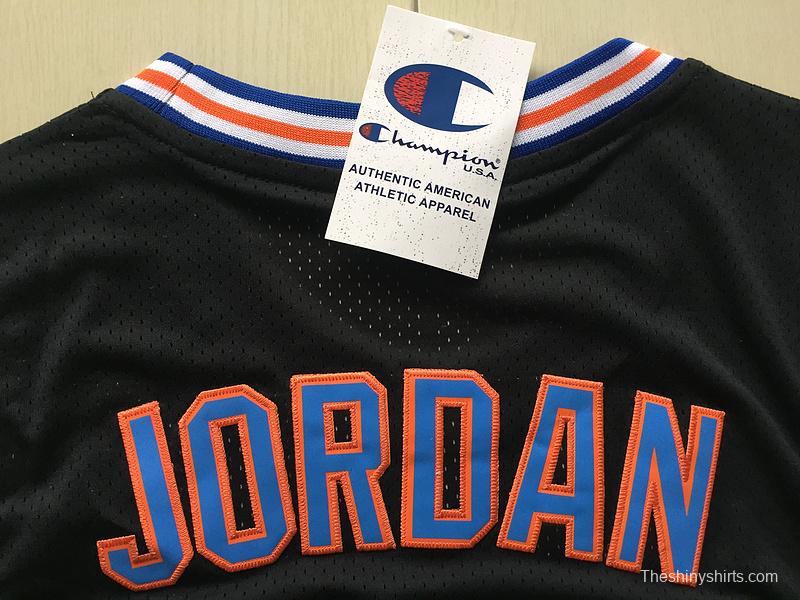 Champion®
U.S.A.
AUTHENTIC AMERICAN
ATHLETIC APPAREL
JORDAN
Theshinyshirts.com